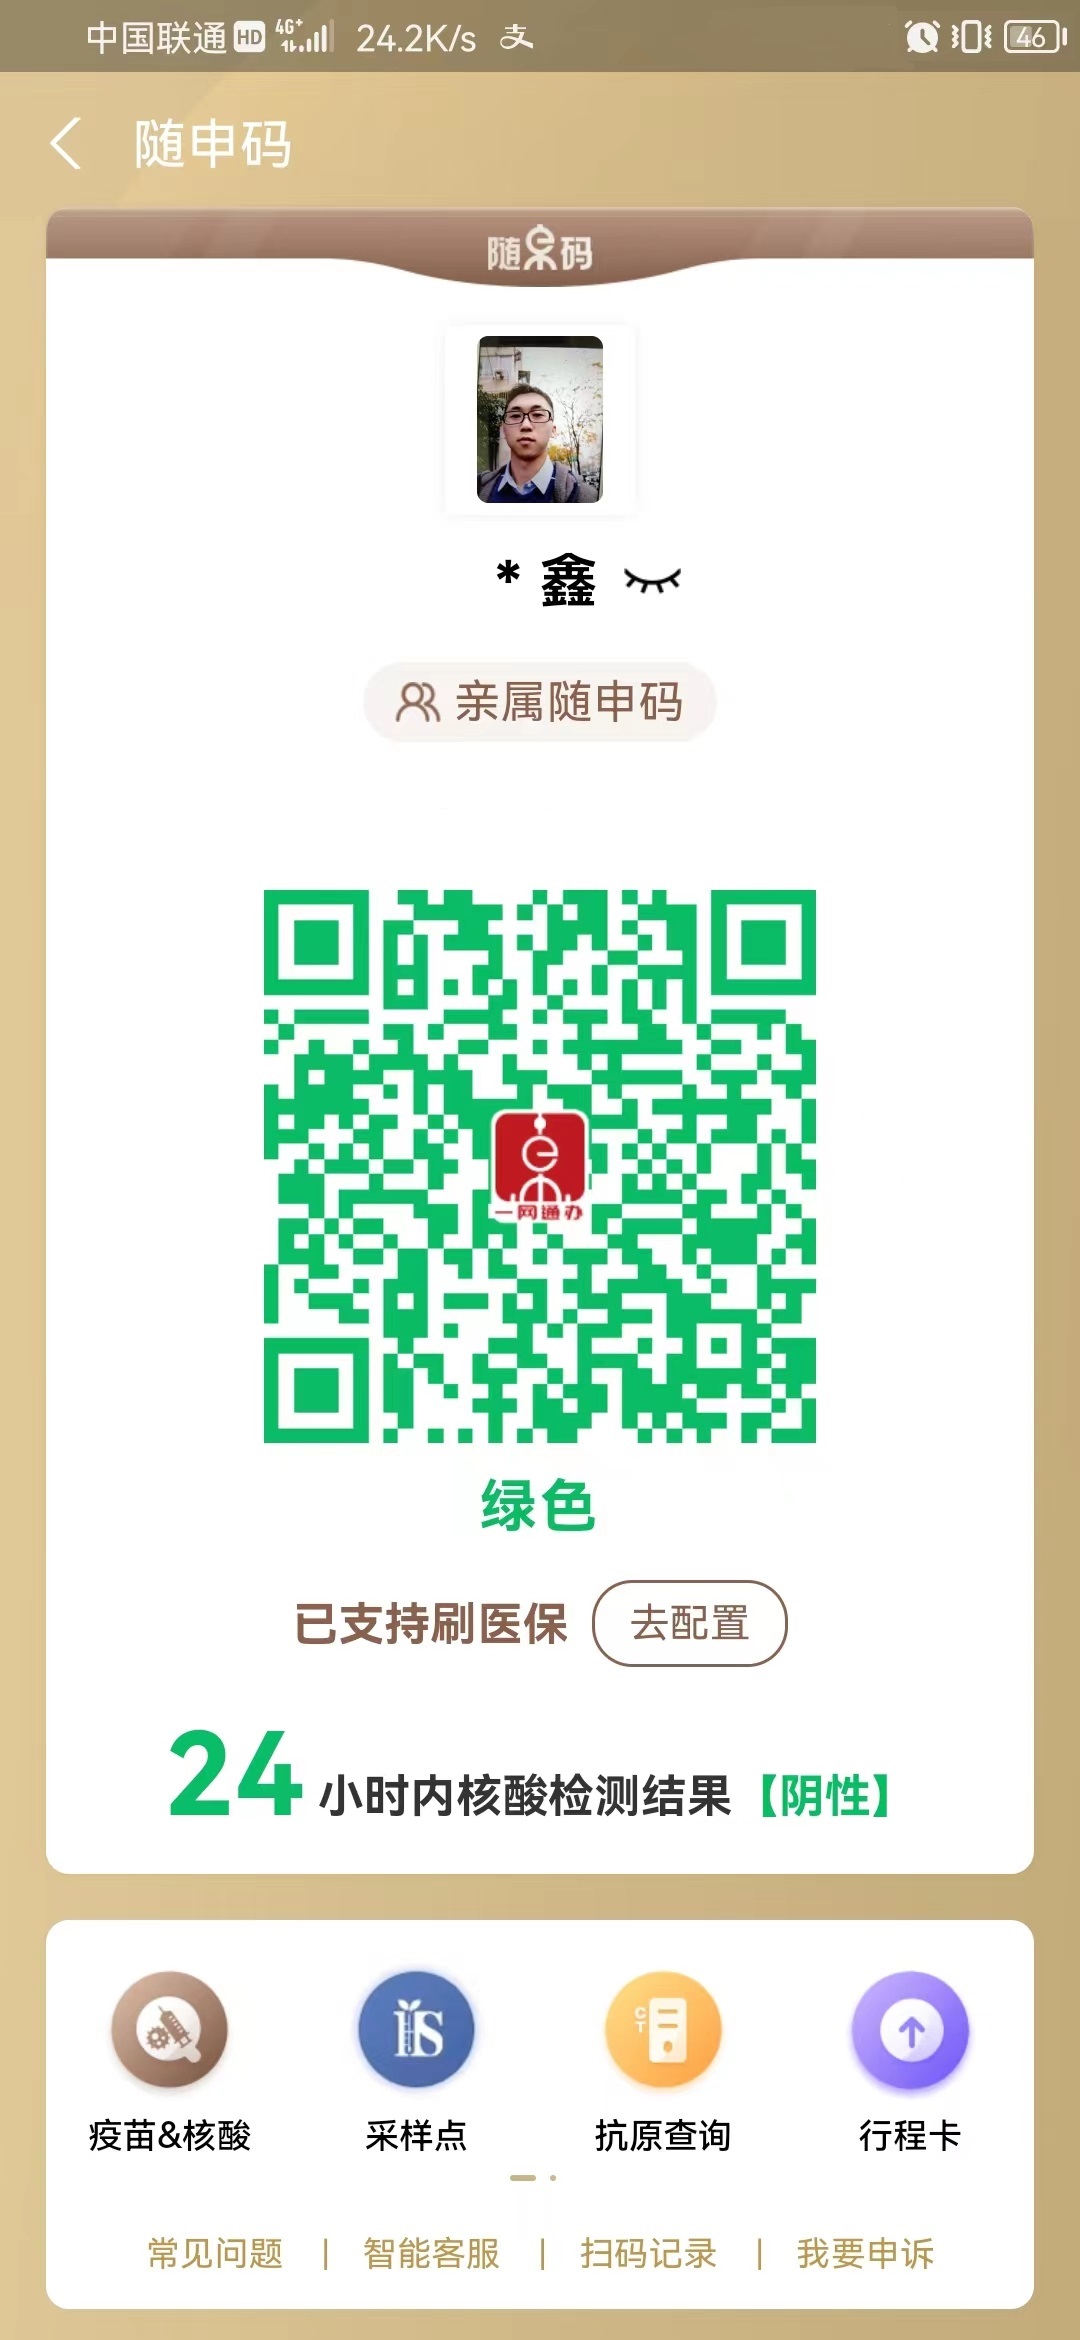 中国联通 HD 4G+ 24.2K/s 支 46
随申码
随申码
* 鑫
亲属随申码
一网通办
绿色
已支持刷医保 去配置
24 小时内核酸检测结果【阴性】
HS CT
疫苗&核酸 采样点 抗原查询 行程卡
常见问题 | 智能客服 | 扫码记录 | 我要申诉